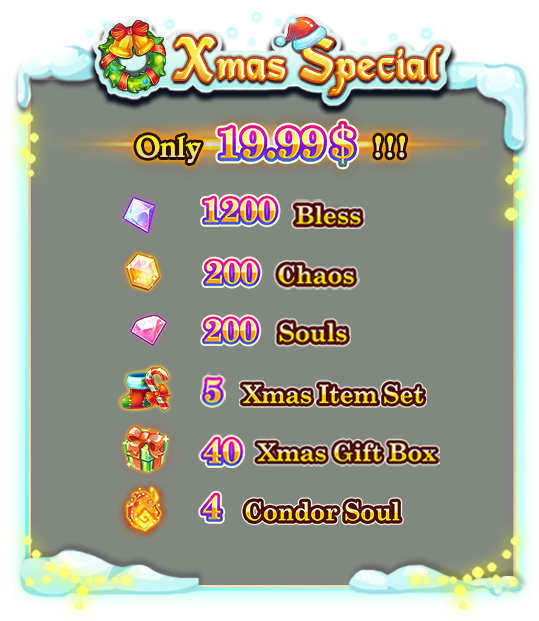 Xmas Special
Only 19.99$ !!!
1200 Bless
200 Chaos
200 Souls
5 Xmas Item Set
40 Xmas Gift Box
4 Condor Soul